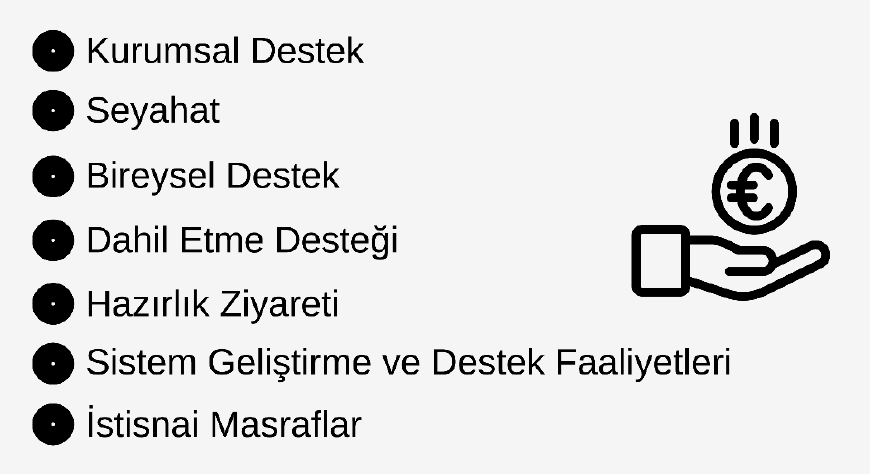 Kurumsal Destek
Seyahat
Bireysel Destek
Dahil Etme Desteği
Hazırlık Ziyareti
Sistem Geliştirme ve Destek Faaliyetleri
İstisnai Masraflar